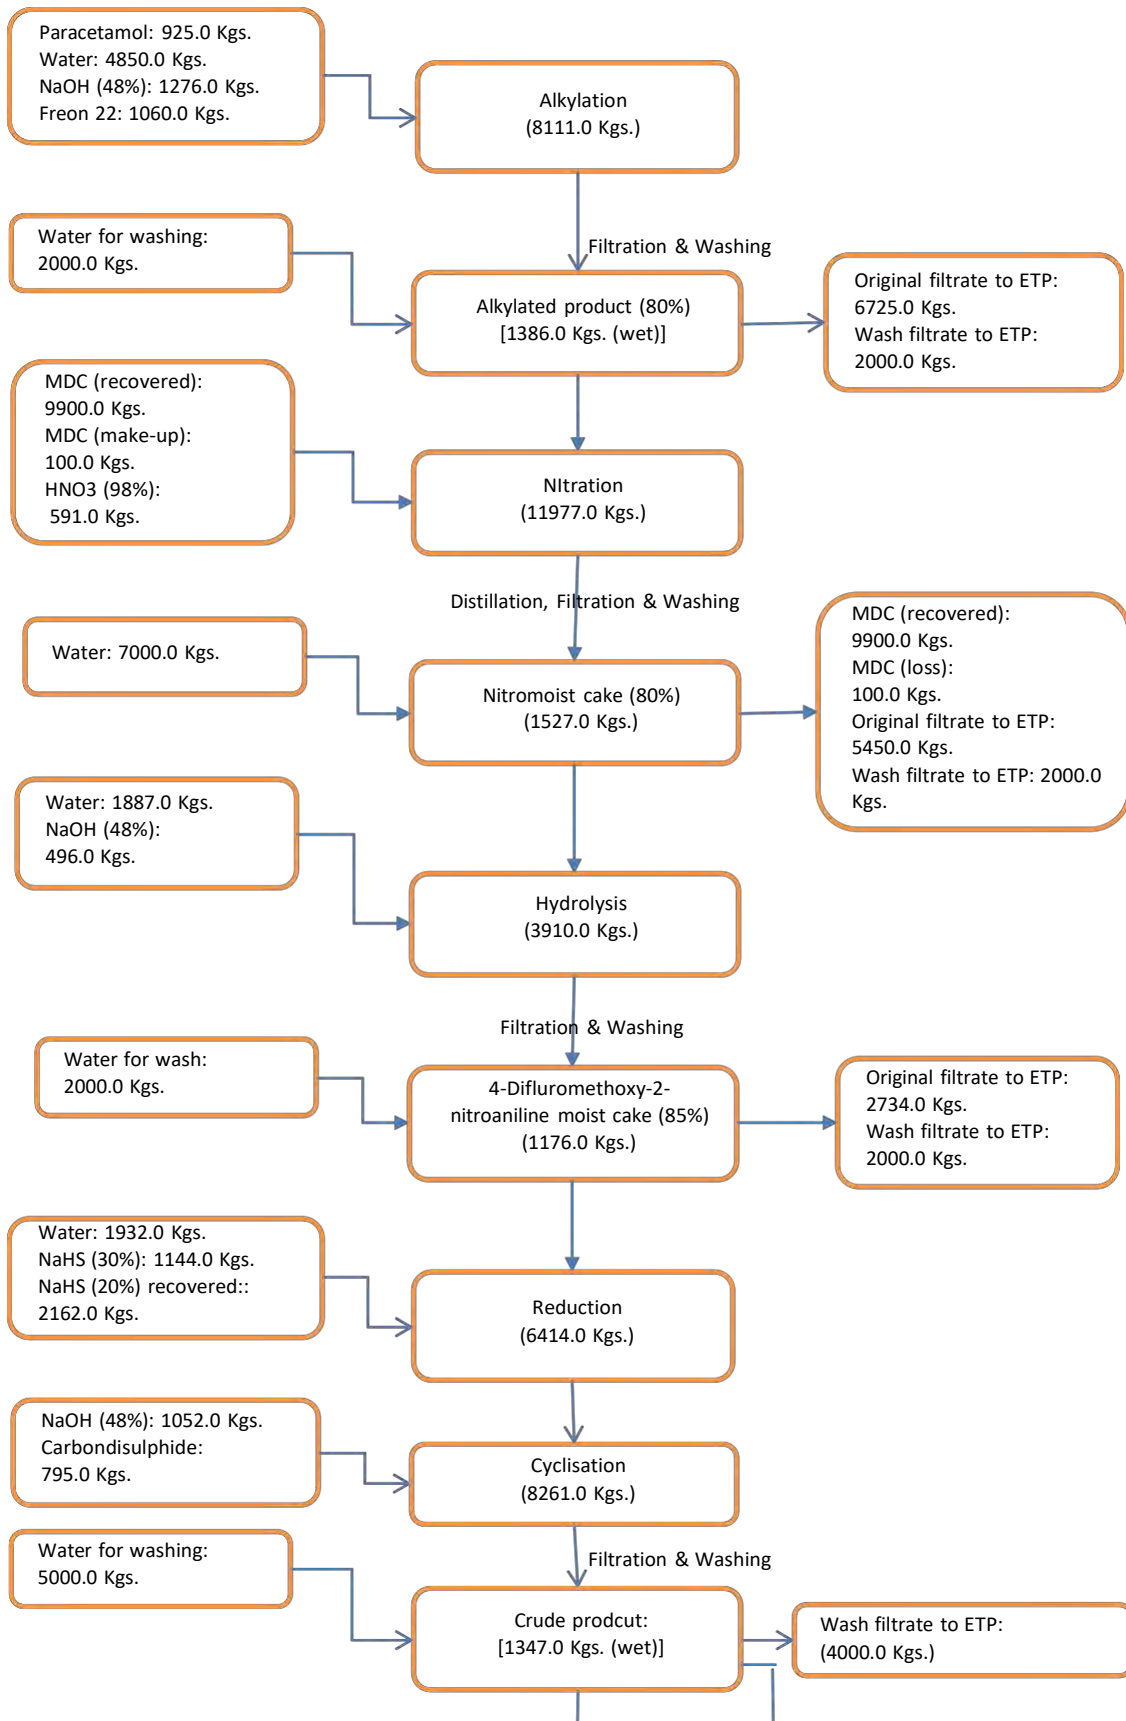 Paracetamol: 925.0 Kgs.
Water: 4850.0 Kgs.
NaOH (48%): 1276.0 Kgs.
Freon 22: 1060.0 Kgs.
Alkylation
(8111.0 Kgs.)
Filtration & Washing
Water for washing:
2000.0 Kgs.
Alkylated product (80%)
[1386.0 Kgs. (wet)]
Original filtrate to ETP:
6725.0 Kgs.
Wash filtrate to ETP:
2000.0 Kgs.
MDC (recovered):
9900.0 Kgs.
MDC (make-up):
100.0 Kgs.
HNO3 (98%):
591.0 Kgs.
NItration
(11977.0 Kgs.)
Distillation, Filtration & Washing
Water: 7000.0 Kgs.
Nitromoist cake (80%)
(1527.0 Kgs.)
MDC (recovered):
9900.0 Kgs.
MDC (loss):
100.0 Kgs.
Original filtrate to ETP:
5450.0 Kgs.
Wash filtrate to ETP: 2000.0
Kgs.
Water: 1887.0 Kgs.
NaOH (48%):
496.0 Kgs.
Hydrolysis
(3910.0 Kgs.)
Filtration & Washing
Water for wash:
2000.0 Kgs.
4-Difluromethoxy-2-
nitroaniline moist cake (85%)
(1176.0 Kgs.)
Original filtrate to ETP:
2734.0 Kgs.
Wash filtrate to ETP:
2000.0 Kgs.
Water: 1932.0 Kgs.
NaHS (30%): 1144.0 Kgs.
NaHS (20%) recovered::
2162.0 Kgs.
Reduction
(6414.0 Kgs.)
NaOH (48%): 1052.0 Kgs.
Carbondisulphide:
795.0 Kgs.
Cyclisation
(8261.0 Kgs.)
Filtration & Washing
Water for washing:
5000.0 Kgs.
Crude prodcut:
[1347.0 Kgs. (wet)]
Wash filtrate to ETP:
(4000.0 Kgs.)